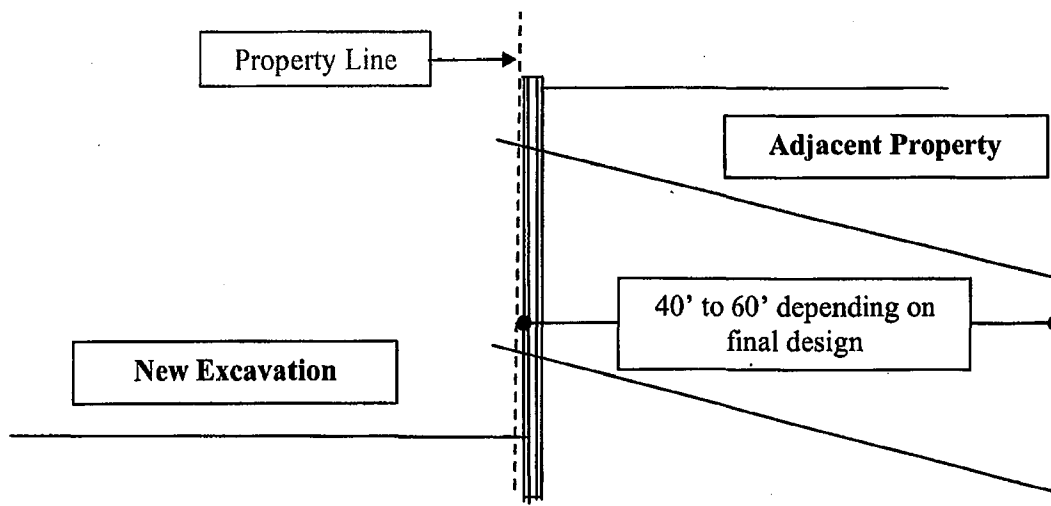 Property Line
Adjacent Property
40’ to 60’ depending on
final design
New Excavation